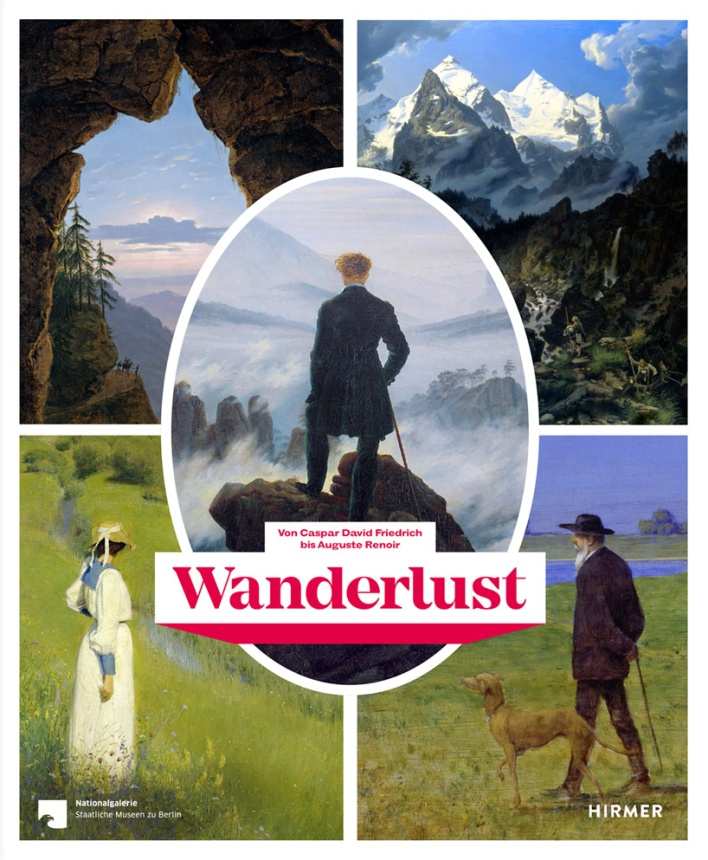 Von Caspar David Friedrich
bis Auguste Renoir
Wanderlust
Nationalgalerie
Staatliche Museen zu Berlin
HIRMER